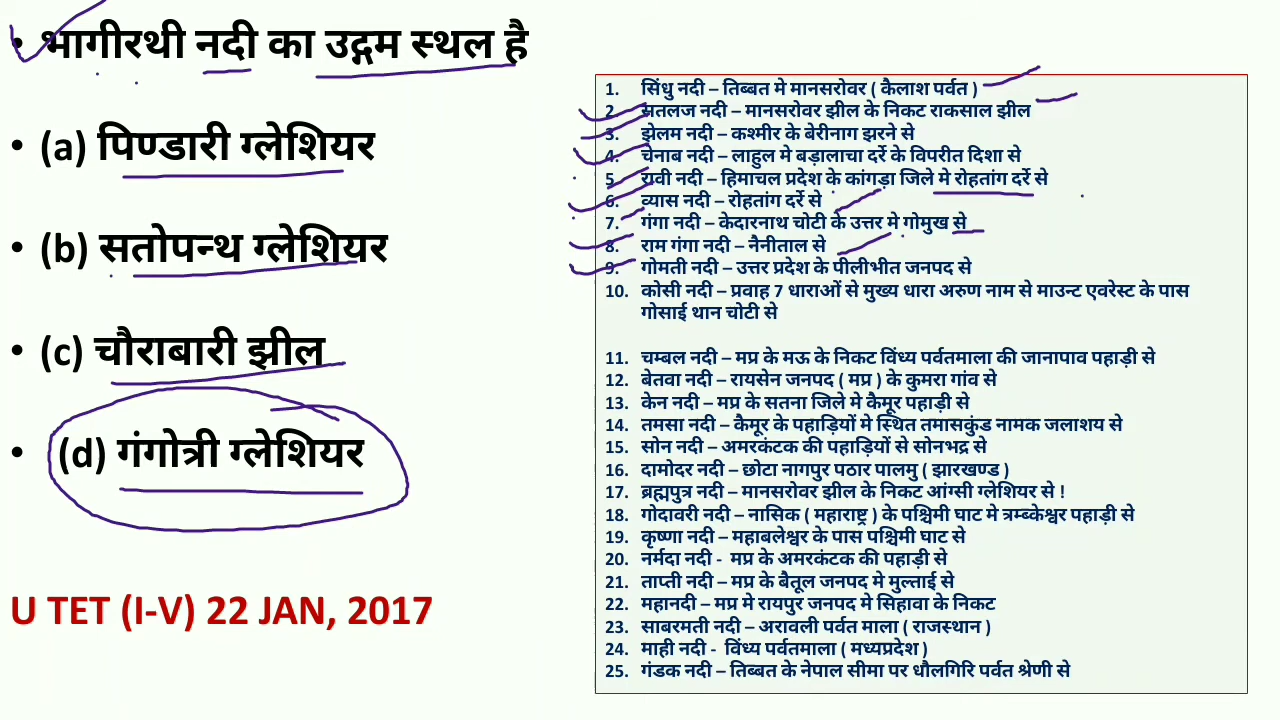 • भागीरथी नदी का उद्गम स्थल है
• (a) पिण्डारी ग्लेशियर
• (b) सतोपन्थ ग्लेशियर
• (c) चौराबारी झील
• (d) गंगोत्री ग्लेशियर
U TET (I-V) 22 JAN, 2017
1. सिंधु नदी – तिब्बत मे मानसरोवर ( कैलाश पर्वत )
2. सतलज नदी – मानसरोवर झील के निकट राकसाल झील
3. झेलम नदी – कश्मीर के बेरीनाग झरने से
4. चेनाब नदी – लाहुल मे बड़ालाचा दर्रे के विपरीत दिशा से
5. रावी नदी – हिमाचल प्रदेश के कांगड़ा जिले मे रोहतांग दर्रे से
6. व्यास नदी – रोहतांग दर्रे से
7. गंगा नदी – केदारनाथ चोटी के उत्तर मे गोमुख से
8. राम गंगा नदी – नैनीताल से
9. गोमती नदी – उत्तर प्रदेश के पीलीभीत जनपद से
10. कोसी नदी – प्रवाह 7 धाराओं से मुख्य धारा अरुण नाम से माउन्ट एवरेस्ट के पास
गोसाई थान चोटी से
11. चम्बल नदी – मप्र के मऊ के निकट विंध्य पर्वतमाला की जानापाव पहाड़ी से
12. बेतवा नदी – रायसेन जनपद ( मप्र ) के कुमरा गांव से
13. केन नदी – मप्र के सतना जिले मे कैमूर पहाड़ी से
14. तमसा नदी – कैमूर के पहाड़ियों मे स्थित तमासकुंड नामक जलाशय से
15. सोन नदी – अमरकंटक की पहाड़ियों से सोनभद्र से
16. दामोदर नदी – छोटा नागपुर पठार पालमु ( झारखण्ड )
17. ब्रह्मपुत्र नदी – मानसरोवर झील के निकट आंग्सी ग्लेशियर से !
18. गोदावरी नदी – नासिक ( महाराष्ट्र ) के पश्चिमी घाट मे त्रम्ब्केश्वर पहाड़ी से
19. कृष्णा नदी – महाबलेश्वर के पास पश्चिमी घाट से
20. नर्मदा नदी - मप्र के अमरकंटक की पहाड़ी से
21. ताप्ती नदी – मप्र के बैतूल जनपद मे मुल्ताई से
22. महानदी – मप्र मे रायपुर जनपद मे सिहावा के निकट
23. साबरमती नदी – अरावली पर्वत माला ( राजस्थान )
24. माही नदी - विंध्य पर्वतमाला ( मध्यप्रदेश )
25. गंडक नदी – तिब्बत के नेपाल सीमा पर धौलगिरि पर्वत श्रेणी से